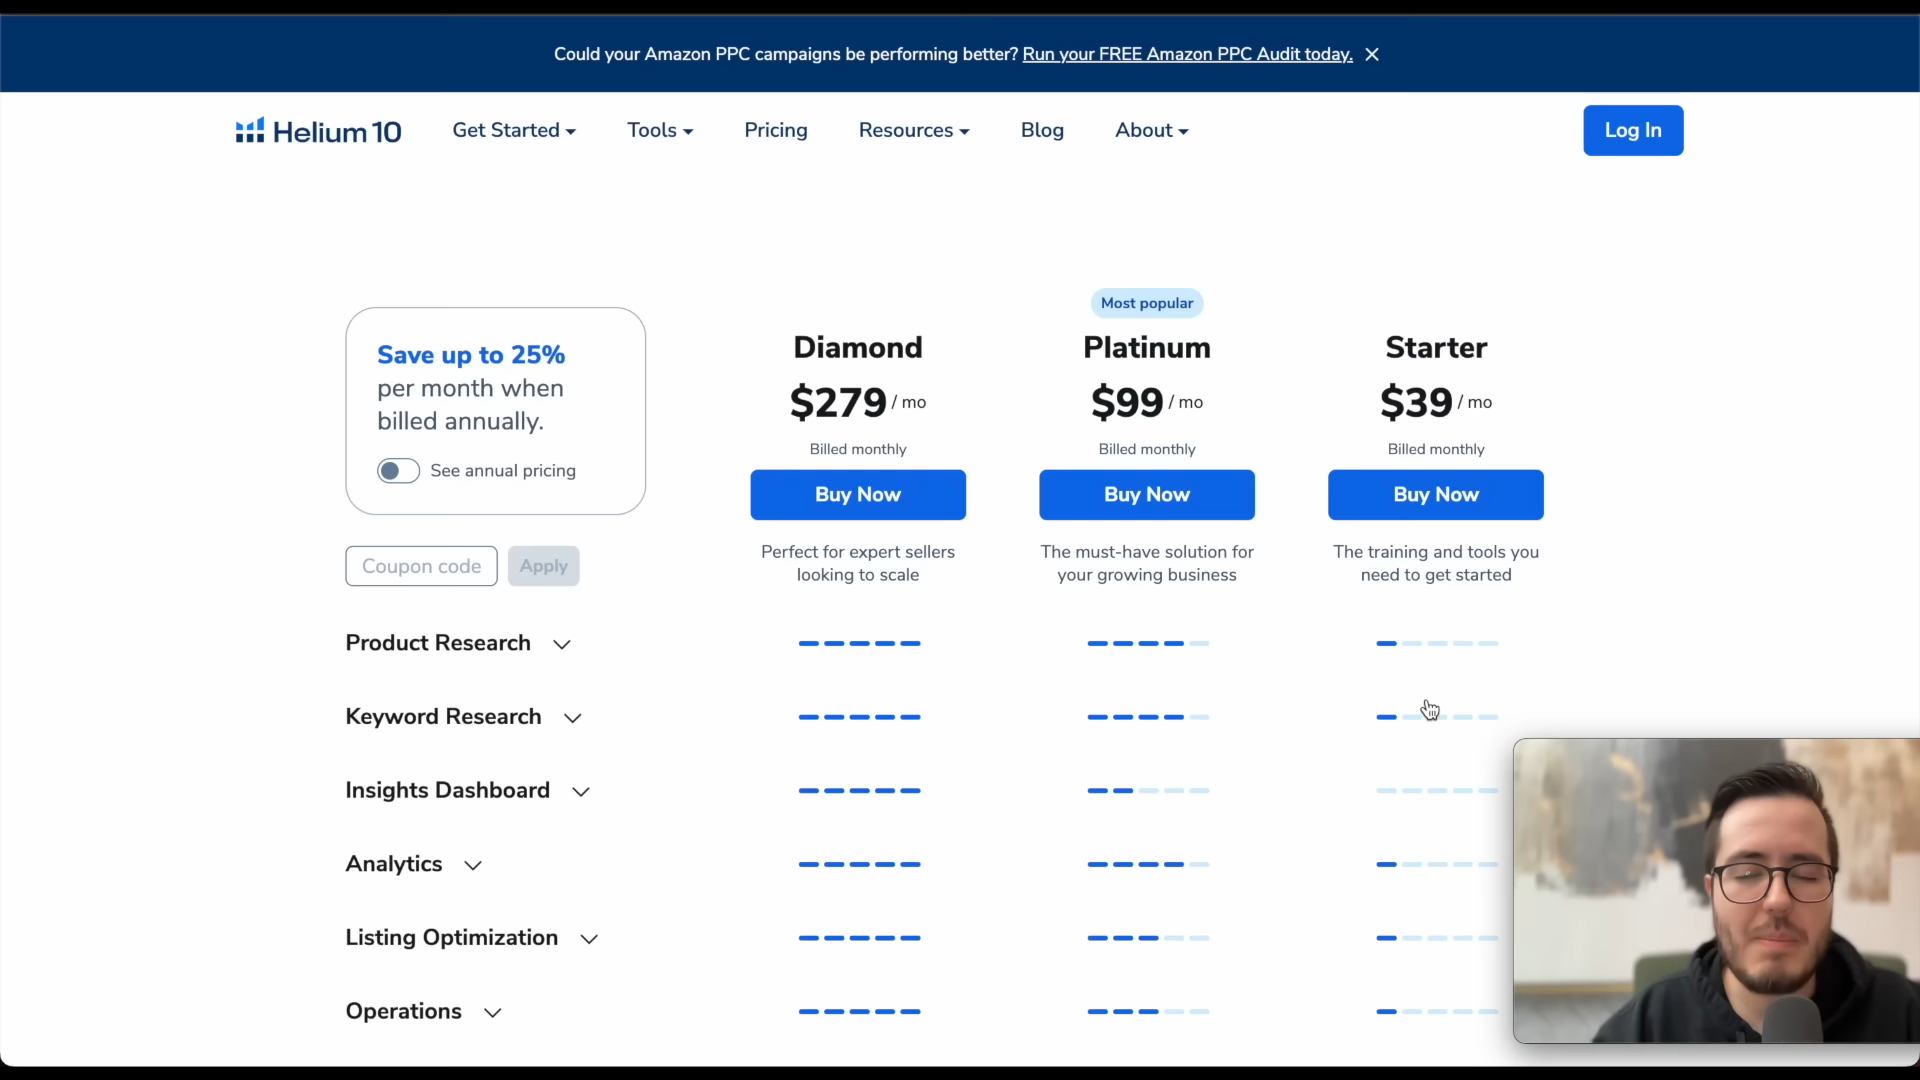 Could your Amazon PPC campaigns be performing better? Run your FREE Amazon PPC Audit today.
Helium 10 Get Started Tools Pricing Resources Blog About Log In
Most popular
Save up to 25%
per month when
billed annually.
See annual pricing
Coupon code Apply
Diamond
$279 / mo
Billed monthly
Buy Now
Perfect for expert sellers
looking to scale
Platinum
$99 / mo
Billed monthly
Buy Now
The must-have solution for
your growing business
Starter
$39 / mo
Billed monthly
Buy Now
The training and tools you
need to get started
Product Research
Keyword Research
Insights Dashboard
Analytics
Listing Optimization
Operations